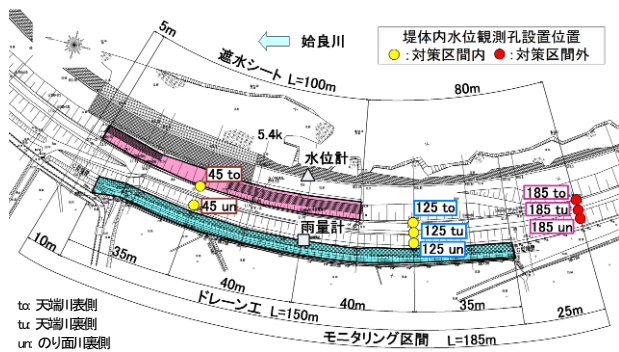 姶良川
堤体内水位観測孔設置位置
：対策区間内 ：対策区間外
5m
遮水シート L=100m
80m
5.4k
水位計
45 to
45 un
125 to
125 tu
125 un
185 to
185 tu
185 un
雨量計
10m
35m
40m
40m
35m
25m
ドレーン工 L=150m
モニタリング区間 L=185m
to: 天端川表側
tu: 天端川裏側
un: のり面川裏側